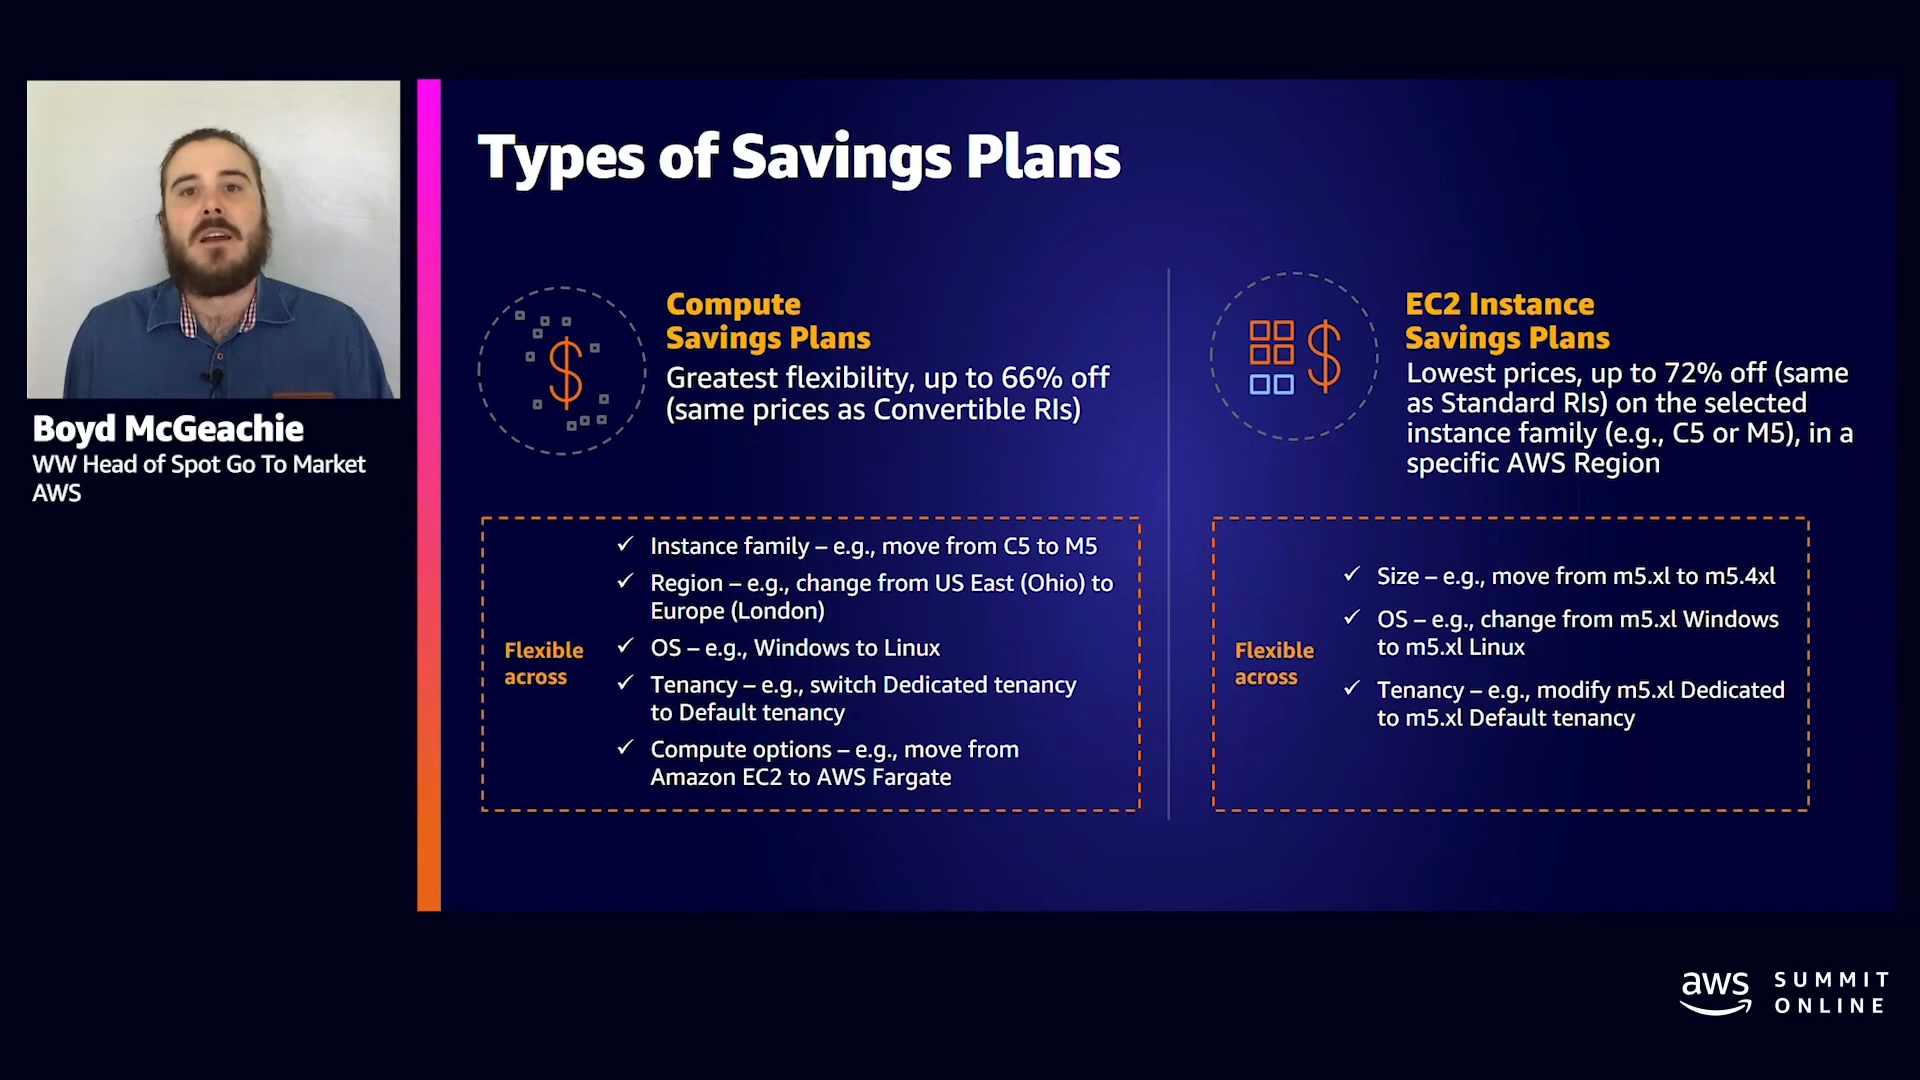 Types of Savings Plans
Boyd McGeachie
WW Head of Spot Go To Market
AWS
Compute
Savings Plans
Greatest flexibility, up to 66% off
(same prices as Convertible RIs)
Flexible
across
✓ Instance family – e.g., move from C5 to M5
✓ Region – e.g., change from US East (Ohio) to
Europe (London)
✓ OS – e.g., Windows to Linux
✓ Tenancy – e.g., switch Dedicated tenancy
to Default tenancy
✓ Compute options – e.g., move from
Amazon EC2 to AWS Fargate
EC2 Instance
Savings Plans
Lowest prices, up to 72% off (same
as Standard RIs) on the selected
instance family (e.g., C5 or M5), in a
specific AWS Region
Flexible
across
✓ Size – e.g., move from m5.xl to m5.4xl
✓ OS – e.g., change from m5.xl Windows
to m5.xl Linux
✓ Tenancy – e.g., modify m5.xl Dedicated
to m5.xl Default tenancy
aws
SUMMIT
ONLINE